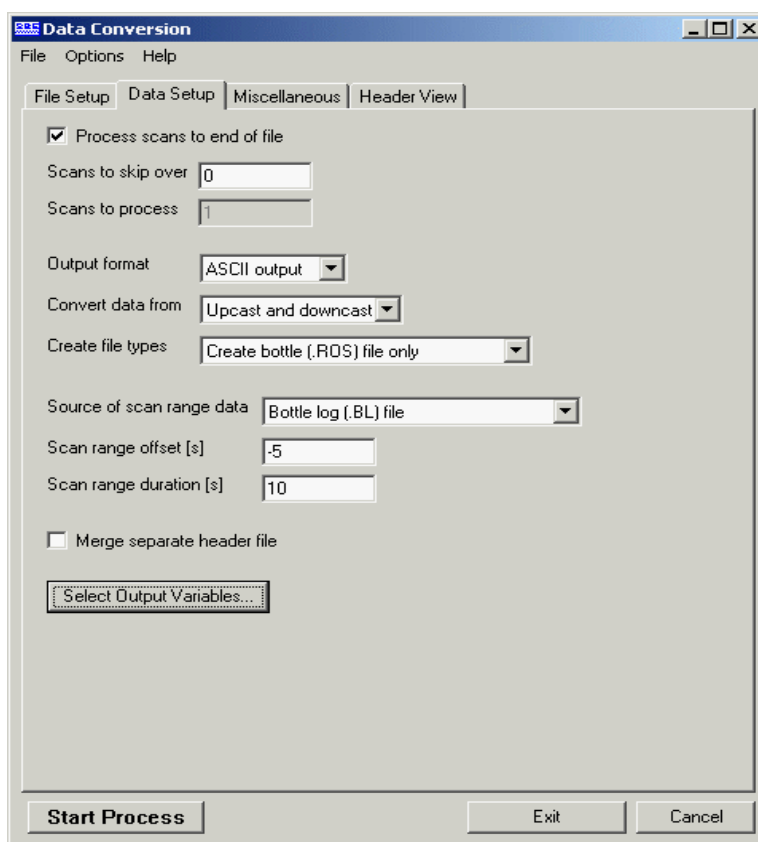 SBE Data Conversion
File Options Help
File Setup Data Setup Miscellaneous Header View
Process scans to end of file
Scans to skip over 0
Scans to process 1
Output format ASCII output
Convert data from Upcast and downcast
Create file types Create bottle (.ROS) file only
Source of scan range data Bottle log (.BL) file
Scan range offset [s] -5
Scan range duration [s] 10
Merge separate header file
Select Output Variables...
Start Process Exit Cancel